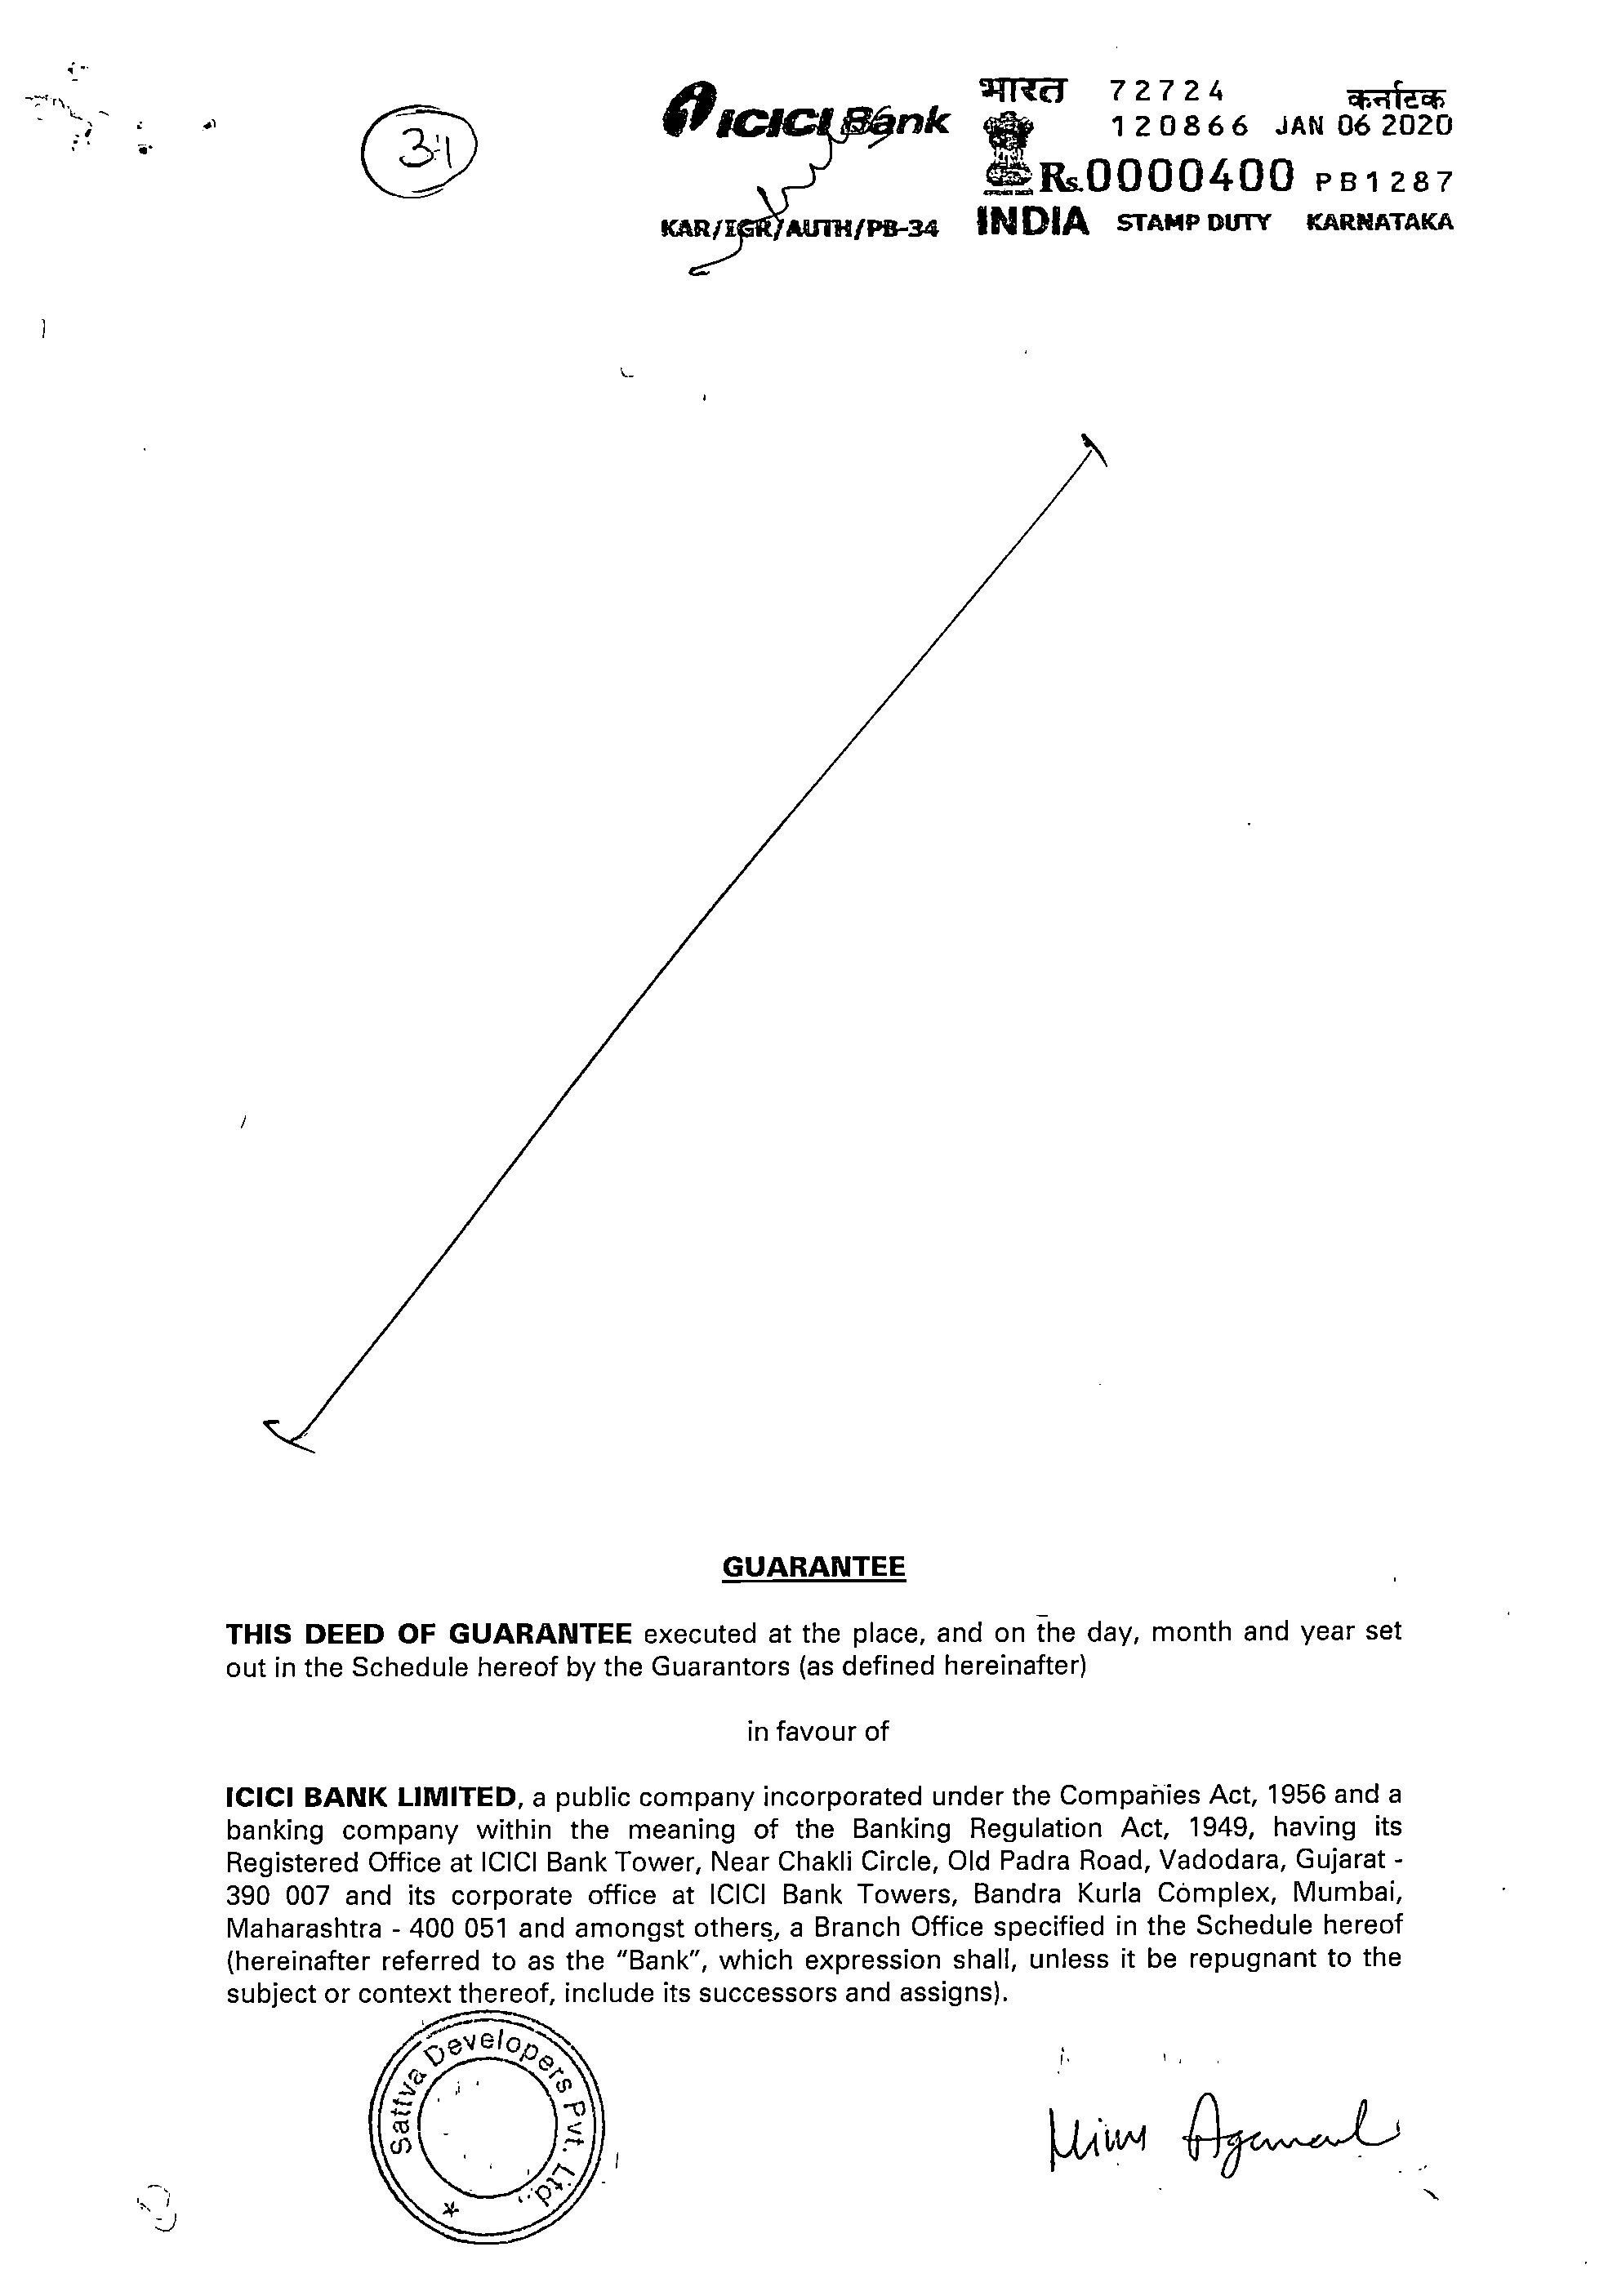 31
ICICI Bank
भारत 72724 कर्नाटक
120866 JAN 06 2020
Rs.0000400 PB1287
KAR/IGR/AUTH/PB-34
INDIA STAMP DUTY KARNATAKA
GUARANTEE
THIS DEED OF GUARANTEE executed at the place, and on the day, month and year set
out in the Schedule hereof by the Guarantors (as defined hereinafter)
in favour of
ICICI BANK LIMITED, a public company incorporated under the Companies Act, 1956 and a
banking company within the meaning of the Banking Regulation Act, 1949, having its
Registered Office at ICICI Bank Tower, Near Chakli Circle, Old Padra Road, Vadodara, Gujarat -
390 007 and its corporate office at ICICI Bank Towers, Bandra Kurla Complex, Mumbai,
Maharashtra - 400 051 and amongst others, a Branch Office specified in the Schedule hereof
(hereinafter referred to as the "Bank", which expression shall, unless it be repugnant to the
subject or context thereof, include its successors and assigns).
Sattva Developers Pvt. Ltd.,
Agarwal